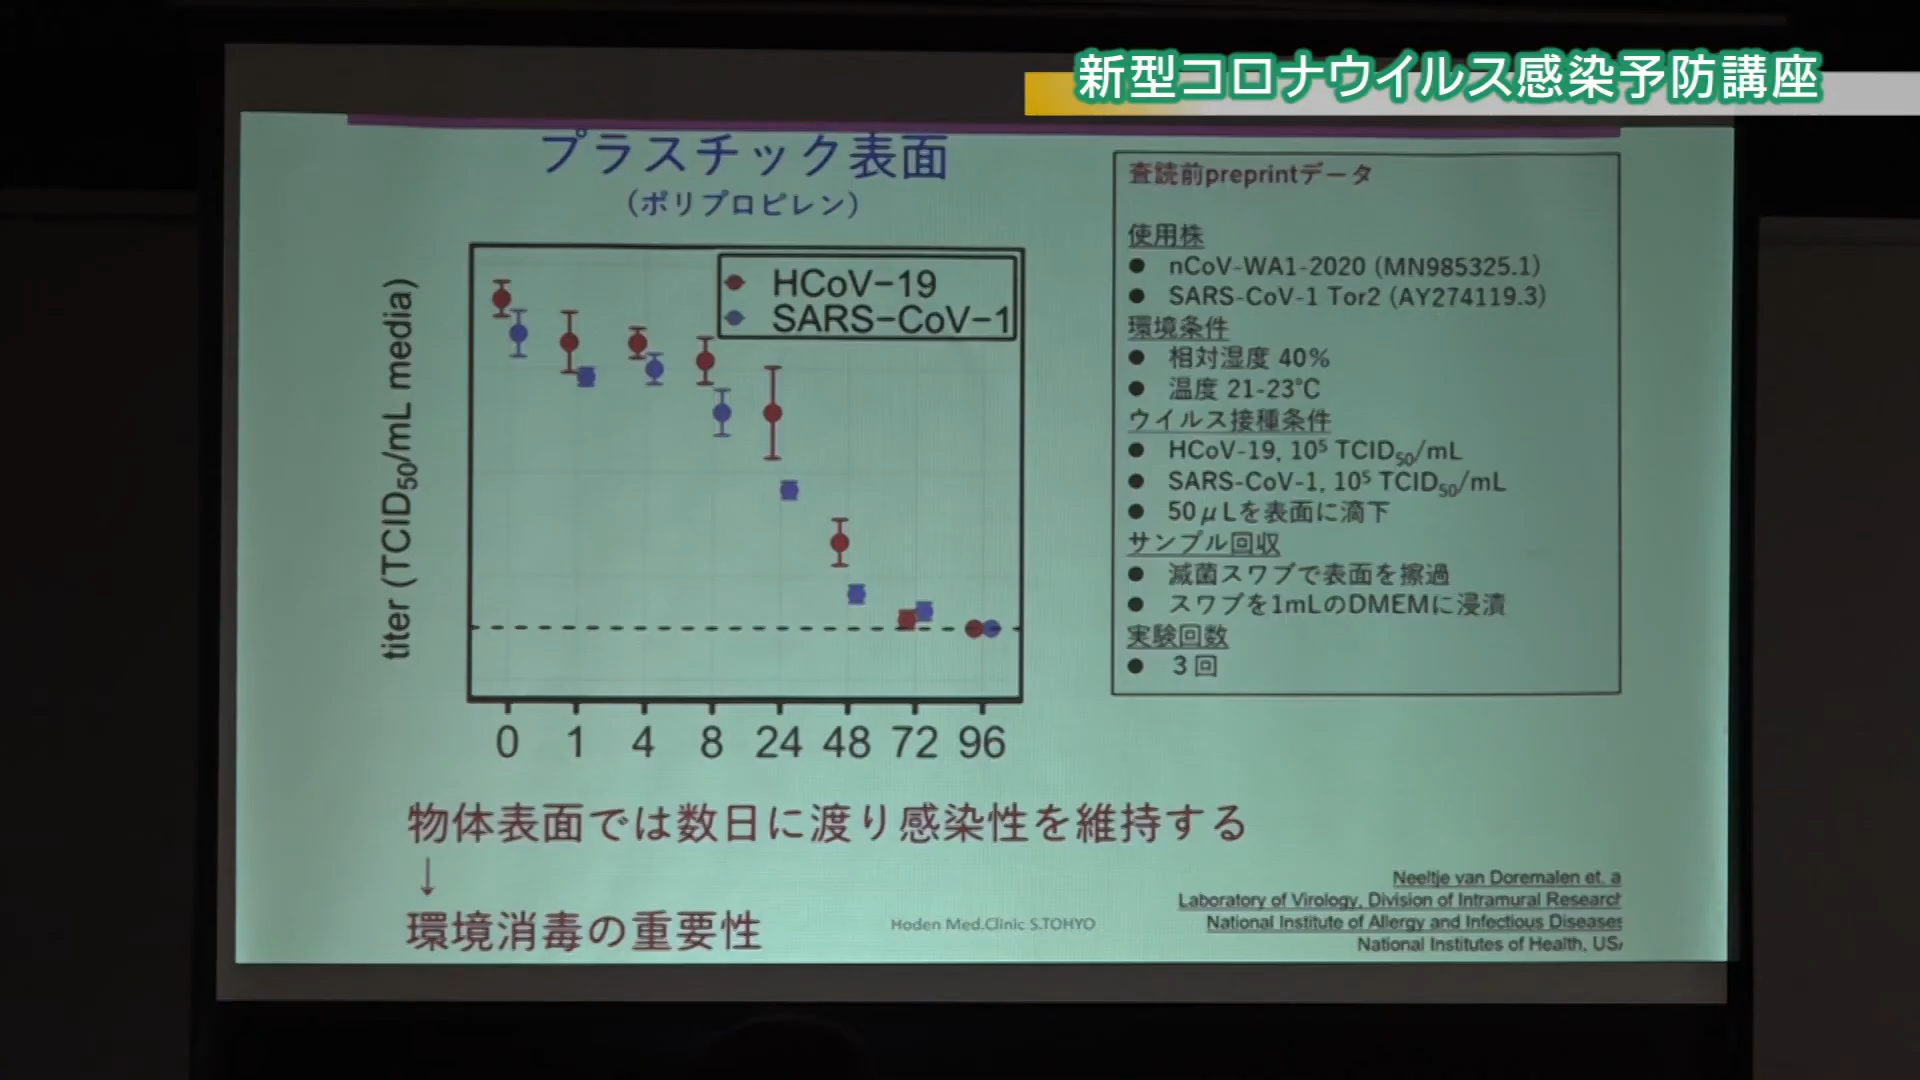 新型コロナウイルス感染予防講座
プラスチック表面
（ポリプロピレン）
HCoV-19
SARS-CoV-1
titer (TCID50/mL media)
0 1 4 8 24 48 72 96
査読前preprintデータ
使用株
● nCoV-WA1-2020 (MN985325.1)
● SARS-CoV-1 Tor2 (AY274119.3)
環境条件
● 相対湿度 40%
● 温度 21-23℃
ウイルス接種条件
● HCoV-19, 10⁵ TCID50/mL
● SARS-CoV-1, 10⁵ TCID50/mL
● 50μLを表面に滴下
サンプル回収
● 滅菌スワブで表面を擦過
● スワブを1mLのDMEMに浸漬
実験回数
● 3回
物体表面では数日に渡り感染性を維持する
↓
環境消毒の重要性
Hoden Med.Clinic S.TOHYO
Neeltje van Doremalen et. a
Laboratory of Virology, Division of Intramural Research
National Institute of Allergy and Infectious Diseases
National Institutes of Health, US